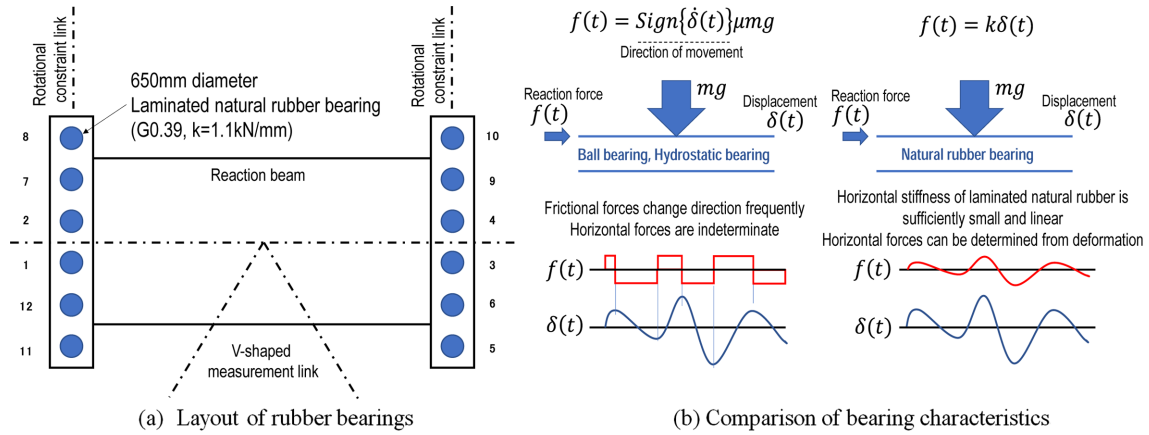 Rotational
constraint link
650mm diameter
Laminated natural rubber bearing
(G0.39, k=1.1kN/mm)
Rotational
constraint link
8
7
2
1
12
11
10
9
4
3
6
5
Reaction beam
V-shaped
measurement link
(a) Layout of rubber bearings
f(t) = Sign{δ̇(t)}μmg
Direction of movement
mg
Reaction force
f(t)
Displacement
δ(t)
Ball bearing, Hydrostatic bearing
Frictional forces change direction frequently
Horizontal forces are indeterminate
f(t)
δ(t)
f(t) = kδ(t)
mg
Reaction force
f(t)
Displacement
δ(t)
Natural rubber bearing
Horizontal stiffness of laminated natural rubber is
sufficiently small and linear
Horizontal forces can be determined from deformation
f(t)
δ(t)
(b) Comparison of bearing characteristics